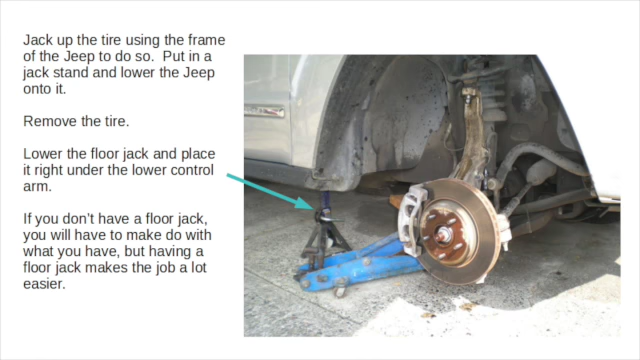 Jack up the tire using the frame
of the Jeep to do so.  Put in a
jack stand and lower the Jeep
onto it.
Remove the tire.
Lower the floor jack and place
it right under the lower control
arm.
If you don't have a floor jack,
you will have to make do with
what you have, but having a
floor jack makes the job a lot
easier.